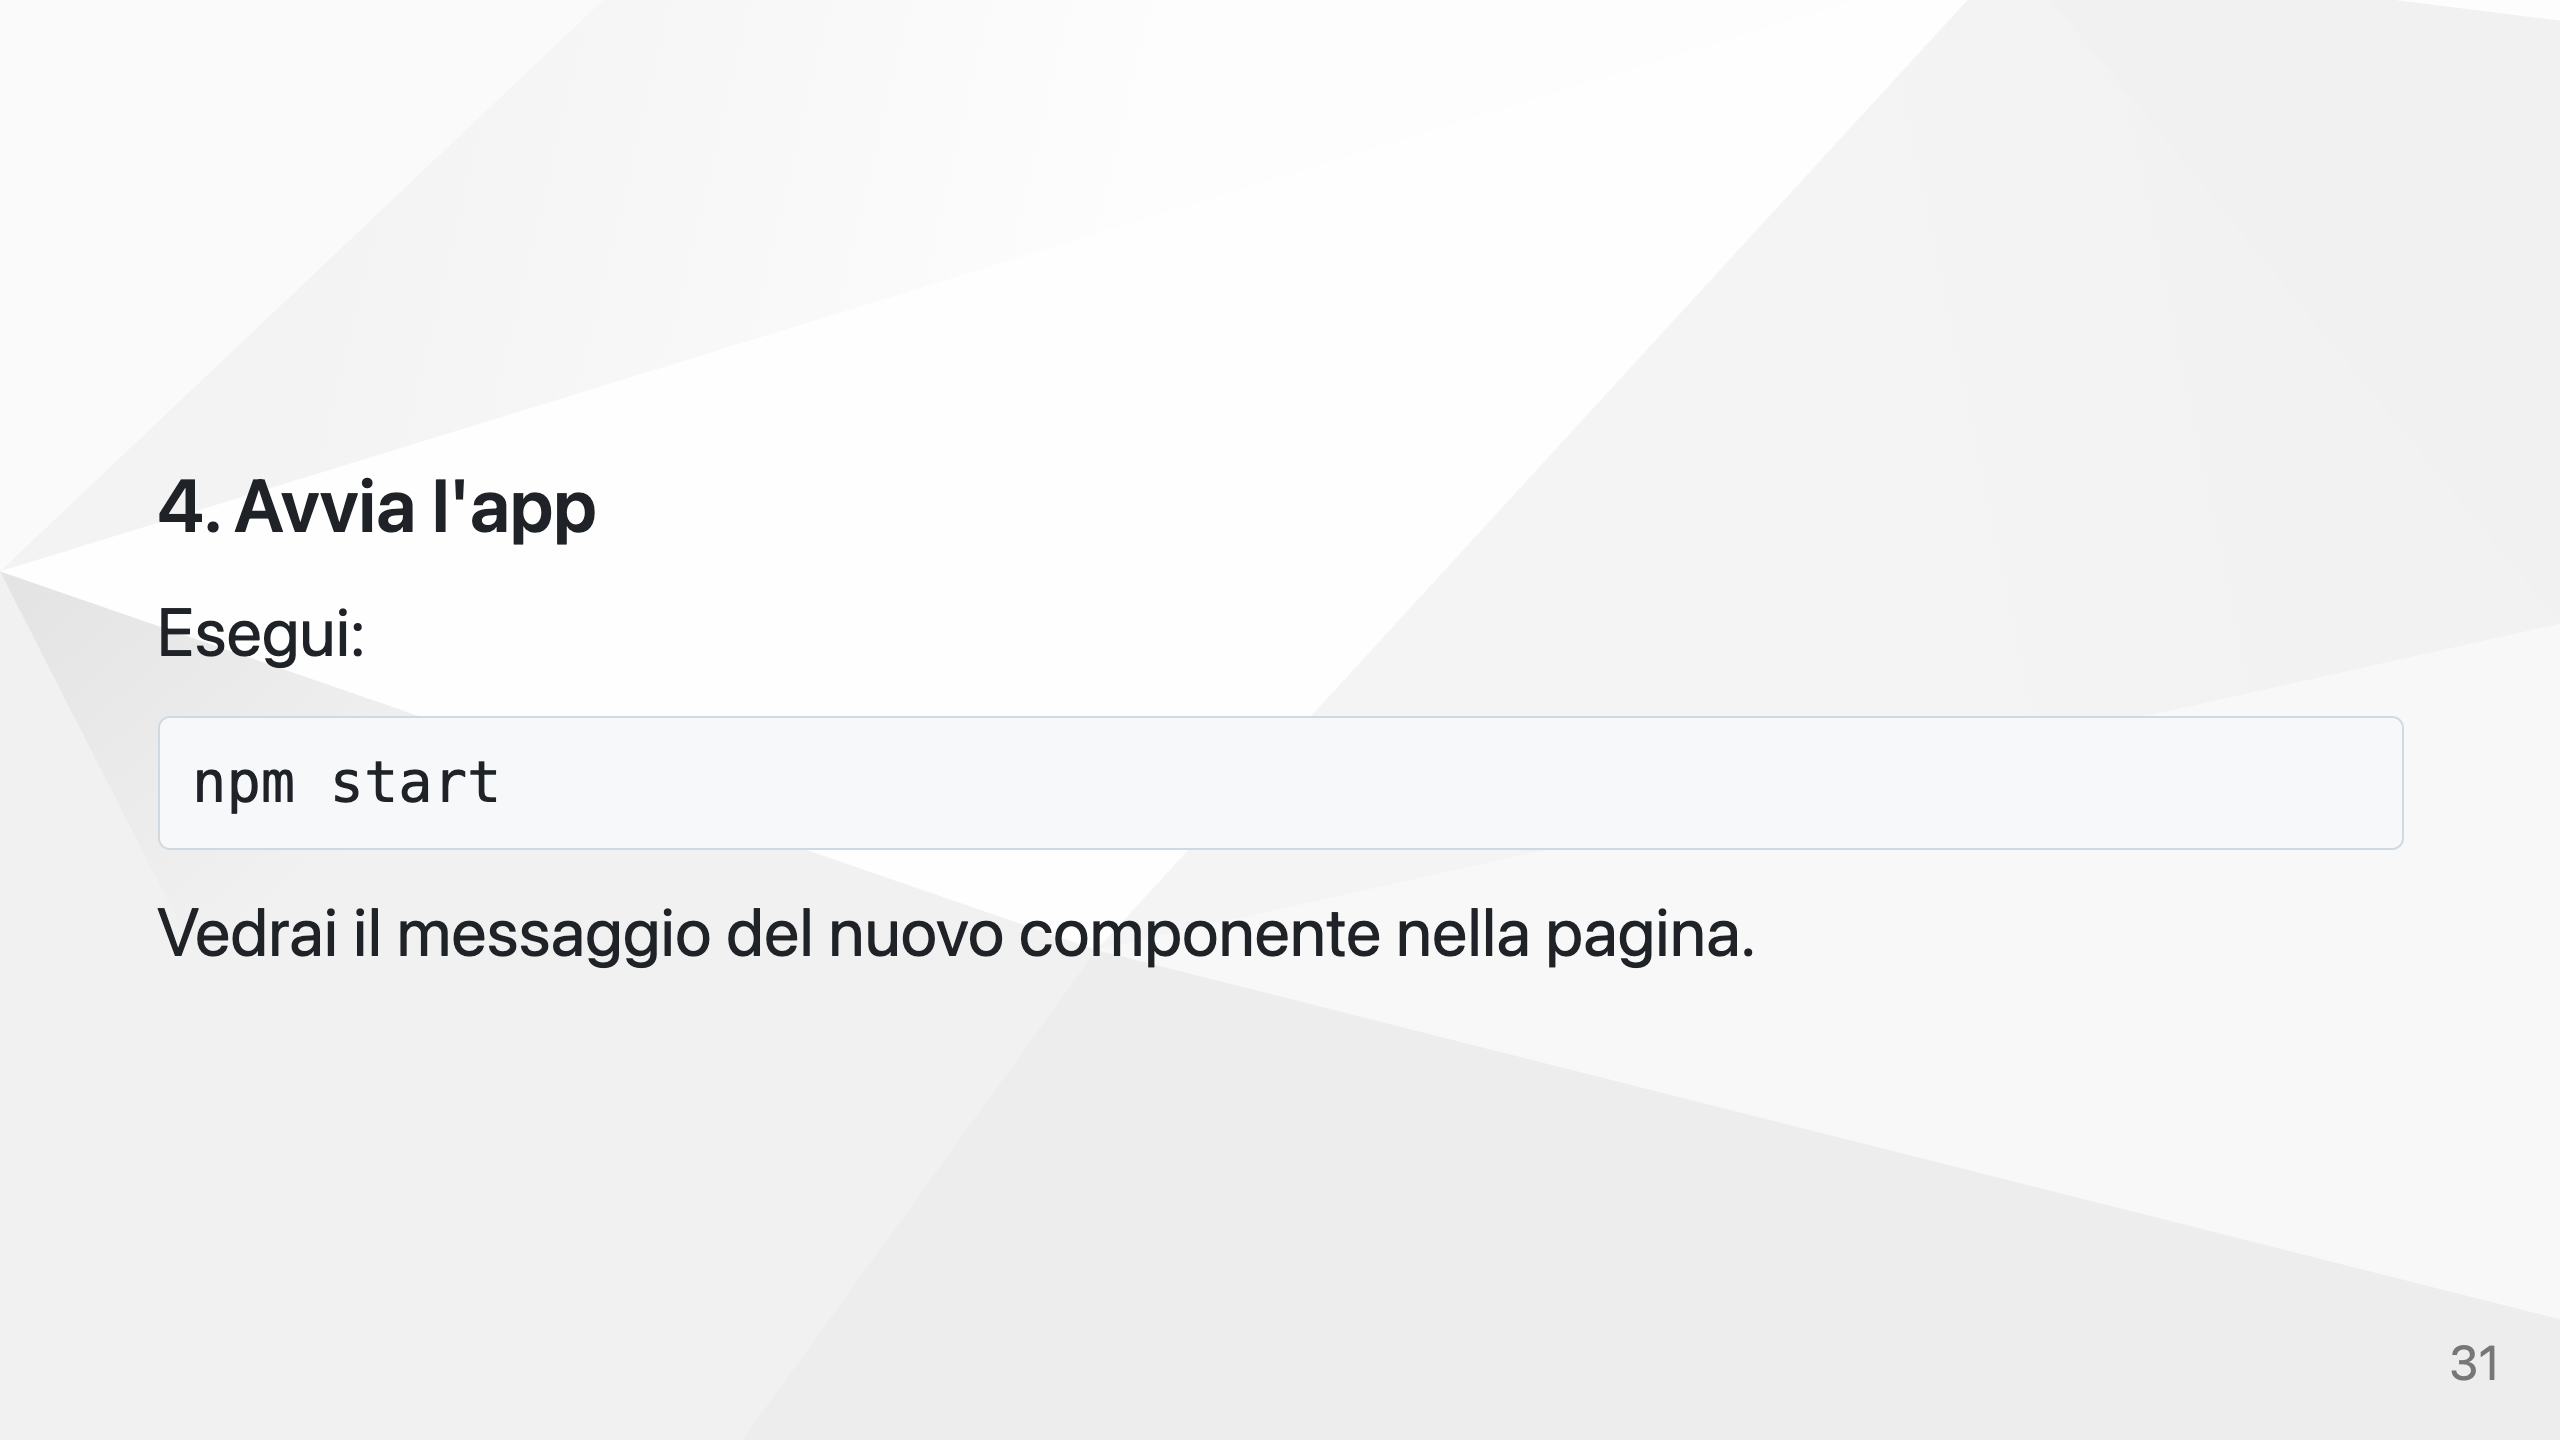 4. Avvia l'app
Esegui:
npm start
Vedrai il messaggio del nuovo componente nella pagina.
31